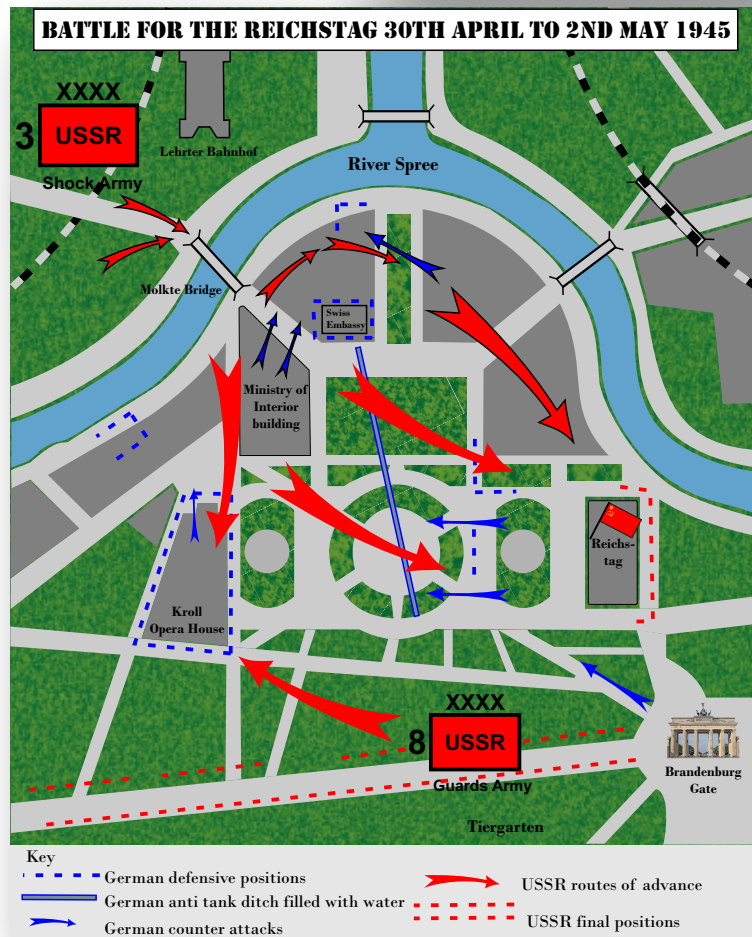 BATTLE FOR THE REICHSTAG 30TH APRIL TO 2ND MAY 1945
XXXX
3
USSR
Shock Army
Lehrter Bahnhof
River Spree
Molkte Bridge
Swiss
Embassy
Ministry of
Interior
building
Reichs-
tag
Kroll
Opera House
XXXX
8
USSR
Guards Army
Brandenburg
Gate
Tiergarten
Key
German defensive positions
German anti tank ditch filled with water
German counter attacks
USSR routes of advance
USSR final positions